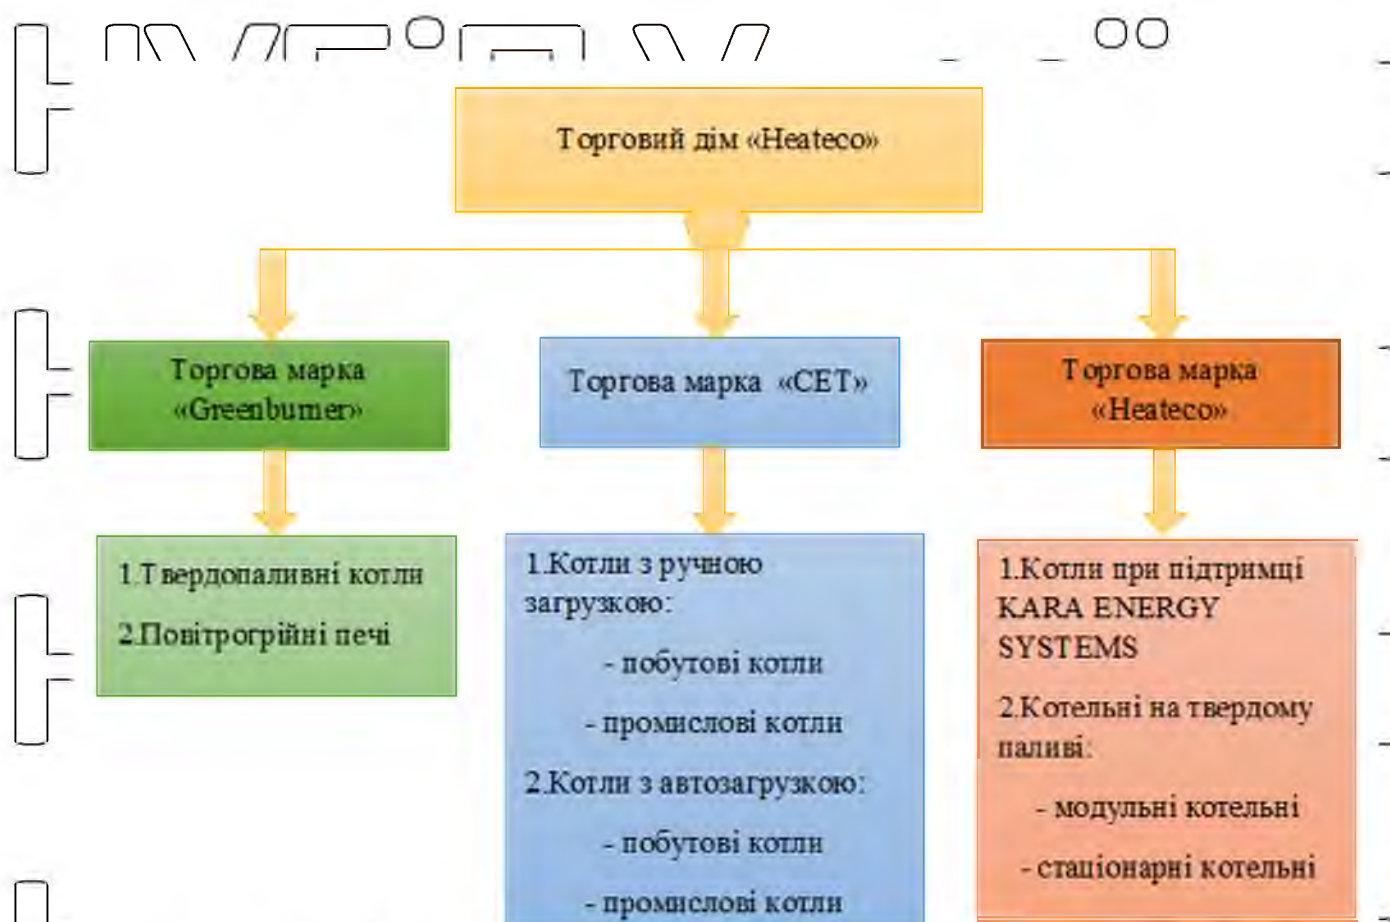 Торговий дім «Heateco»
Торгова марка
«Greenburner»
Торгова марка «СЕТ»
Торгова марка
«Heateco»
1.Твердопаливні котли
2.Повітрогрійні печі
1.Котли з ручною
загрузкою:
- побутові котли
- промислові котли
2.Котли з автозагрузкою:
- побутові котли
- промислові котли
1.Котли при підтримці
KARA ENERGY
SYSTEMS
2.Котельні на твердому
паливі:
- модульні котельні
- стаціонарні котельні